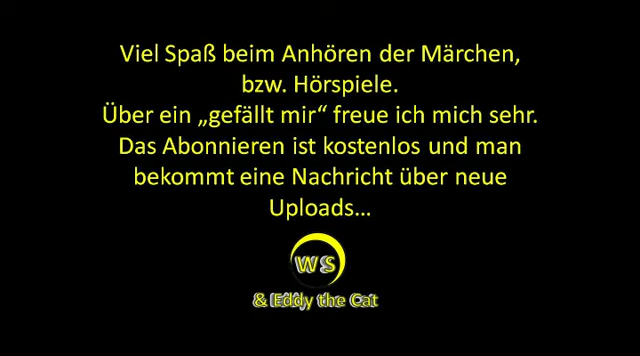 Viel Spaß beim Anhören der Märchen,
bzw. Hörspiele.
Über ein „gefällt mir“ freue ich mich sehr.
Das Abonnieren ist kostenlos und man
bekommt eine Nachricht über neue
Uploads...
WS
& Eddy the Cat